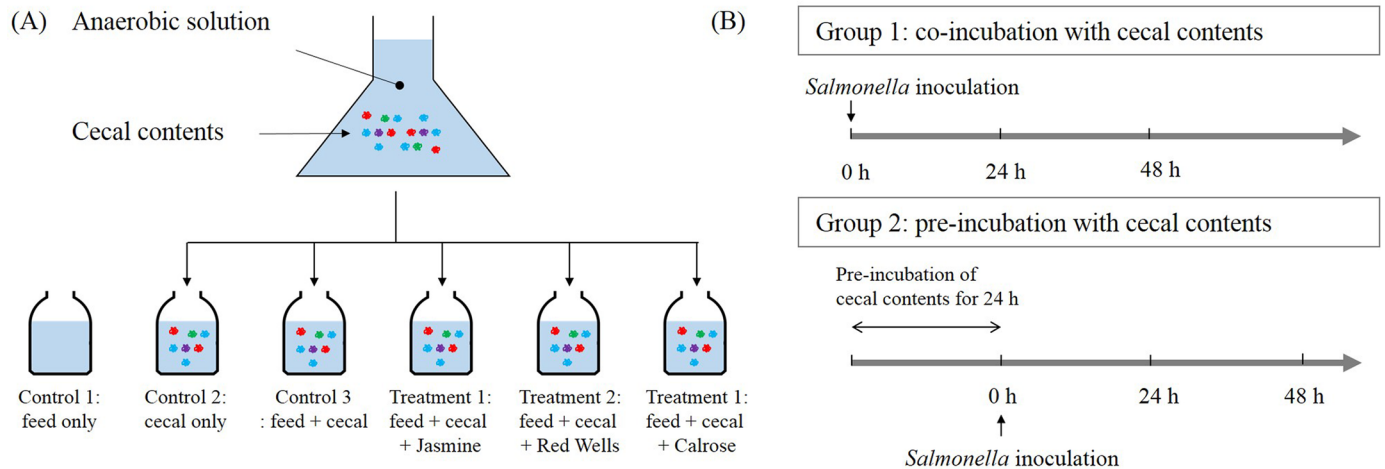 (A)
Anaerobic solution
Cecal contents
Control 1:
feed only
Control 2:
cecal only
Control 3
: feed + cecal
Treatment 1:
feed + cecal
+ Jasmine
Treatment 2:
feed + cecal
+ Red Wells
Treatment 1:
feed + cecal
+ Calrose
(B)
Group 1: co-incubation with cecal contents
Salmonella inoculation
0 h
24 h
48 h
Group 2: pre-incubation with cecal contents
Pre-incubation of
cecal contents for 24 h
0 h
24 h
48 h
Salmonella inoculation